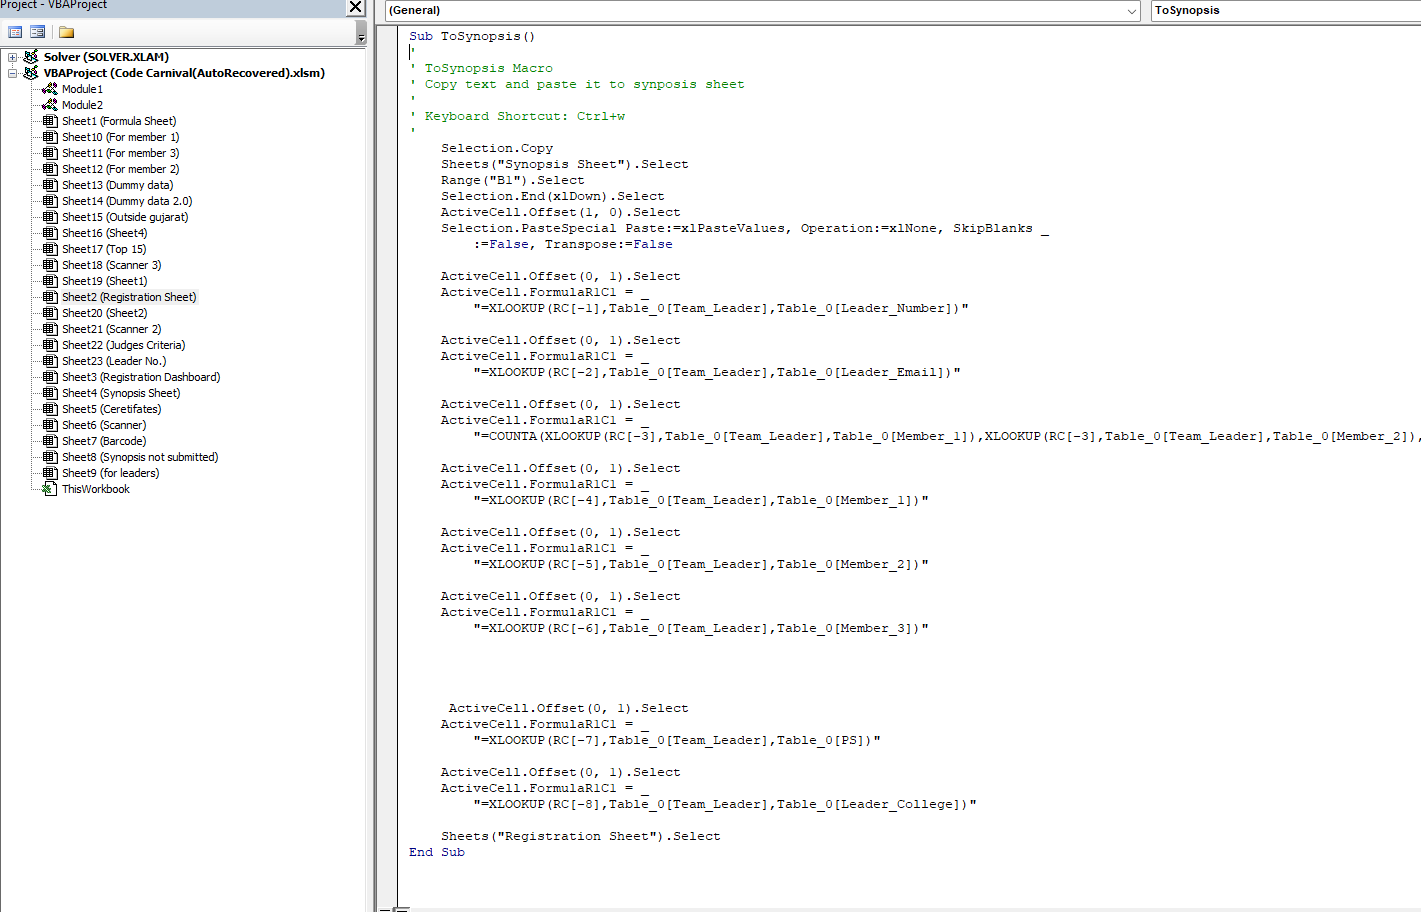 Project - VBAProject
Solver (SOLVER.XLAM)
VBAProject (Code Carnival(AutoRecovered).xlsm)
Module1
Module2
Sheet1 (Formula Sheet)
Sheet10 (For member 1)
Sheet11 (For member 3)
Sheet12 (For member 2)
Sheet13 (Dummy data)
Sheet14 (Dummy data 2.0)
Sheet15 (Outside gujarat)
Sheet16 (Sheet4)
Sheet17 (Top 15)
Sheet18 (Scanner 3)
Sheet19 (Sheet1)
Sheet2 (Registration Sheet)
Sheet20 (Sheet2)
Sheet21 (Scanner 2)
Sheet22 (Judges Criteria)
Sheet23 (Leader No.)
Sheet3 (Registration Dashboard)
Sheet4 (Synopsis Sheet)
Sheet5 (Ceretifates)
Sheet6 (Scanner)
Sheet7 (Barcode)
Sheet8 (Synopsis not submitted)
Sheet9 (for leaders)
ThisWorkbook
(General)
ToSynopsis
Sub ToSynopsis()
'
' ToSynopsis Macro
' Copy text and paste it to synposis sheet
'
' Keyboard Shortcut: Ctrl+w
'
Selection.Copy
Sheets("Synopsis Sheet").Select
Range("B1").Select
Selection.End(xlDown).Select
ActiveCell.Offset(1, 0).Select
Selection.PasteSpecial Paste:=xlPasteValues, Operation:=xlNone, SkipBlanks _
:=False, Transpose:=False
ActiveCell.Offset(0, 1).Select
ActiveCell.FormulaR1C1 = _
"=XLOOKUP(RC[-1],Table_0[Team_Leader],Table_0[Leader_Number])"
ActiveCell.Offset(0, 1).Select
ActiveCell.FormulaR1C1 = _
"=XLOOKUP(RC[-2],Table_0[Team_Leader],Table_0[Leader_Email])"
ActiveCell.Offset(0, 1).Select
ActiveCell.FormulaR1C1 = _
"=COUNTA(XLOOKUP(RC[-3],Table_0[Team_Leader],Table_0[Member_1]),XLOOKUP(RC[-3],Table_0[Team_Leader],Table_0[Member_2]),
ActiveCell.Offset(0, 1).Select
ActiveCell.FormulaR1C1 = _
"=XLOOKUP(RC[-4],Table_0[Team_Leader],Table_0[Member_1])"
ActiveCell.Offset(0, 1).Select
ActiveCell.FormulaR1C1 = _
"=XLOOKUP(RC[-5],Table_0[Team_Leader],Table_0[Member_2])"
ActiveCell.Offset(0, 1).Select
ActiveCell.FormulaR1C1 = _
"=XLOOKUP(RC[-6],Table_0[Team_Leader],Table_0[Member_3])"
ActiveCell.Offset(0, 1).Select
ActiveCell.FormulaR1C1 = _
"=XLOOKUP(RC[-7],Table_0[Team_Leader],Table_0[PS])"
ActiveCell.Offset(0, 1).Select
ActiveCell.FormulaR1C1 = _
"=XLOOKUP(RC[-8],Table_0[Team_Leader],Table_0[Leader_College])"
Sheets("Registration Sheet").Select
End Sub